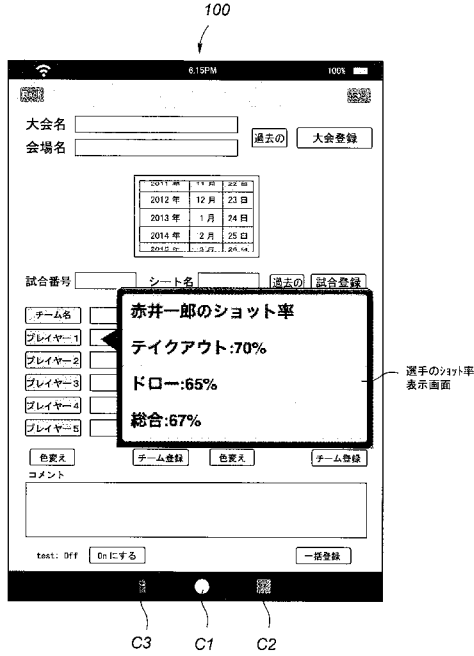 100
6.15PM 100%
大会名
会場名
過去の 大会登録
2011 年 11 月 22 日
2012 年 12 月 23 日
2013 年 1 月 24 日
2014 年 2 月 25 日
試合番号 シート名 過去の 試合登録
チーム名
プレイヤー 1
プレイヤー 2
プレイヤー 3
プレイヤー 4
プレイヤー 5
赤井一郎のショット率
テイクアウト:70%
ドロー:65%
総合:67%
選手のショット率
表示画面
色変え チーム登録 色変え チーム登録
コメント
test: Off Onにする 一括登録
C3 C1 C2